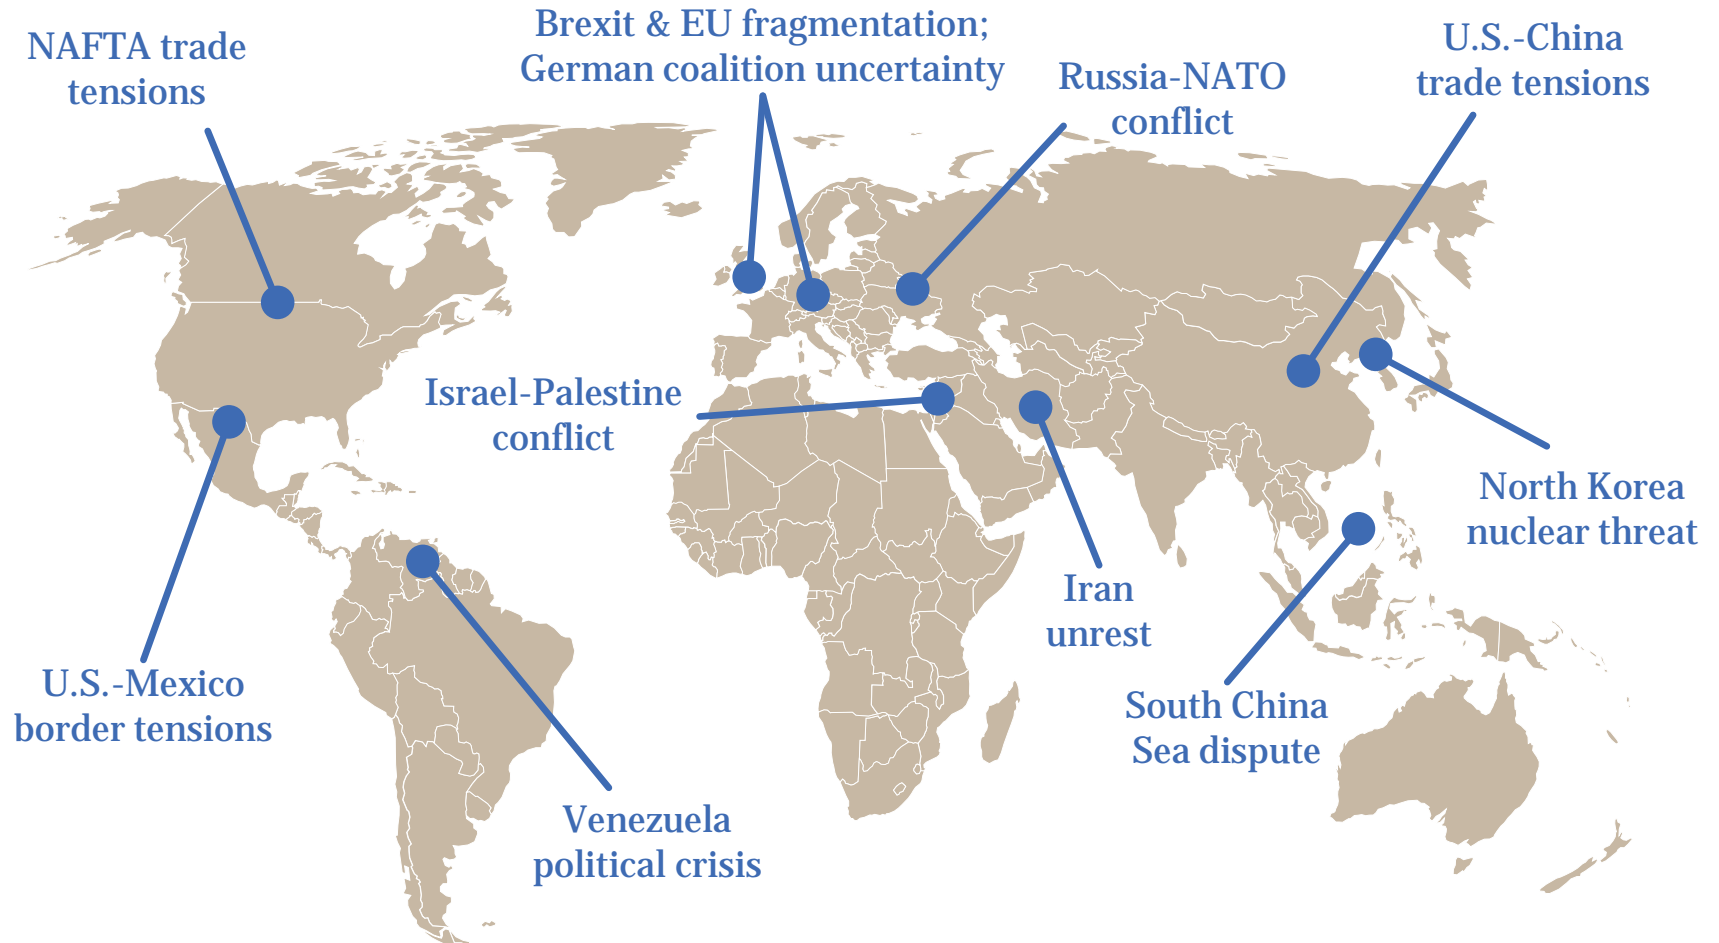 NAFTA trade
tensions
Brexit & EU fragmentation;
German coalition uncertainty
Russia-NATO
conflict
U.S.-China
trade tensions
Israel-Palestine
conflict
North Korea
nuclear threat
Iran
unrest
U.S.-Mexico
border tensions
South China
Sea dispute
Venezuela
political crisis